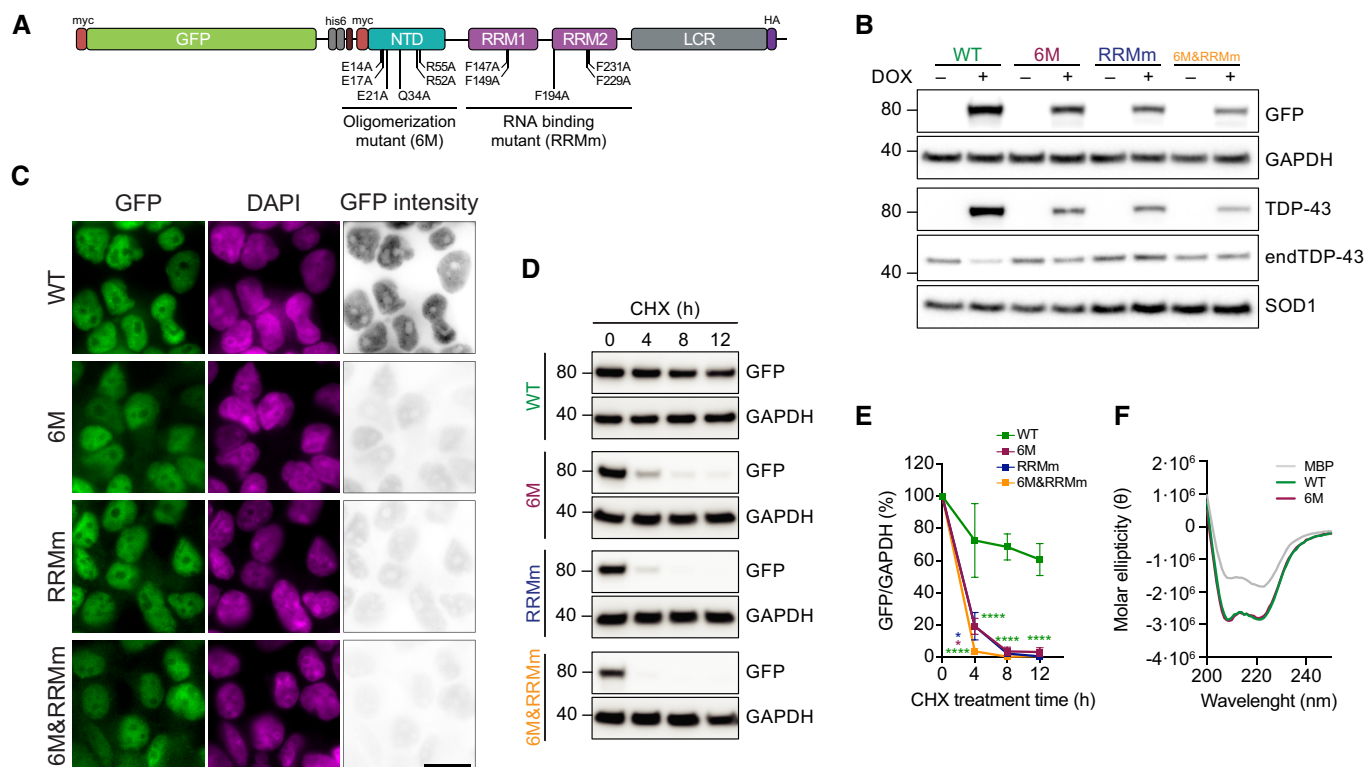 A
myc
GFP
his6
myc
NTD
RRM1
RRM2
LCR
HA
E14A
R55A
F147A
F231A
E17A
R52A
F149A
F229A
E21A
Q34A
F194A
Oligomerization
mutant (6M)
RNA binding
mutant (RRMm)
B
WT
6M
RRMm
6M&RRMm
DOX
– + – + – + – +
80
GFP
40
GAPDH
80
TDP-43
endTDP-43
40
SOD1
C
GFP
DAPI
GFP intensity
WT
6M
RRMm
6M&RRMm
D
CHX (h)
0 4 8 12
WT
80
GFP
40
GAPDH
6M
80
GFP
40
GAPDH
RRMm
80
GFP
40
GAPDH
6M&RRMm
80
GFP
40
GAPDH
E
WT
6M
RRMm
6M&RRMm
GFP/GAPDH (%)
120
100
80
60
40
20
0
*
*
****
****
****
****
0 4 8 12
CHX treatment time (h)
F
MBP
WT
6M
Molar ellipticity (θ)
2·10⁶
1·10⁶
0
-1·10⁶
-2·10⁶
-3·10⁶
-4·10⁶
200 220 240
Wavelenght (nm)